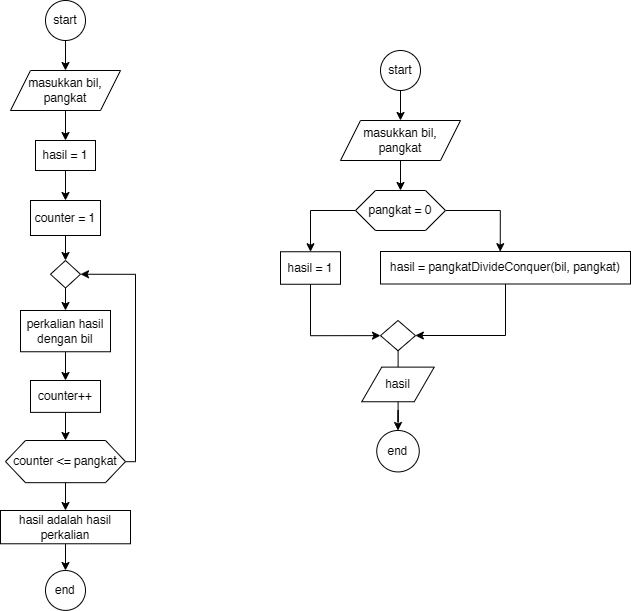 start
masukkan bil,
pangkat
hasil = 1
counter = 1
perkalian hasil
dengan bil
counter++
counter <= pangkat
hasil adalah hasil
perkalian
end
start
masukkan bil,
pangkat
pangkat = 0
hasil = 1
hasil = pangkatDivideConquer(bil, pangkat)
hasil
end